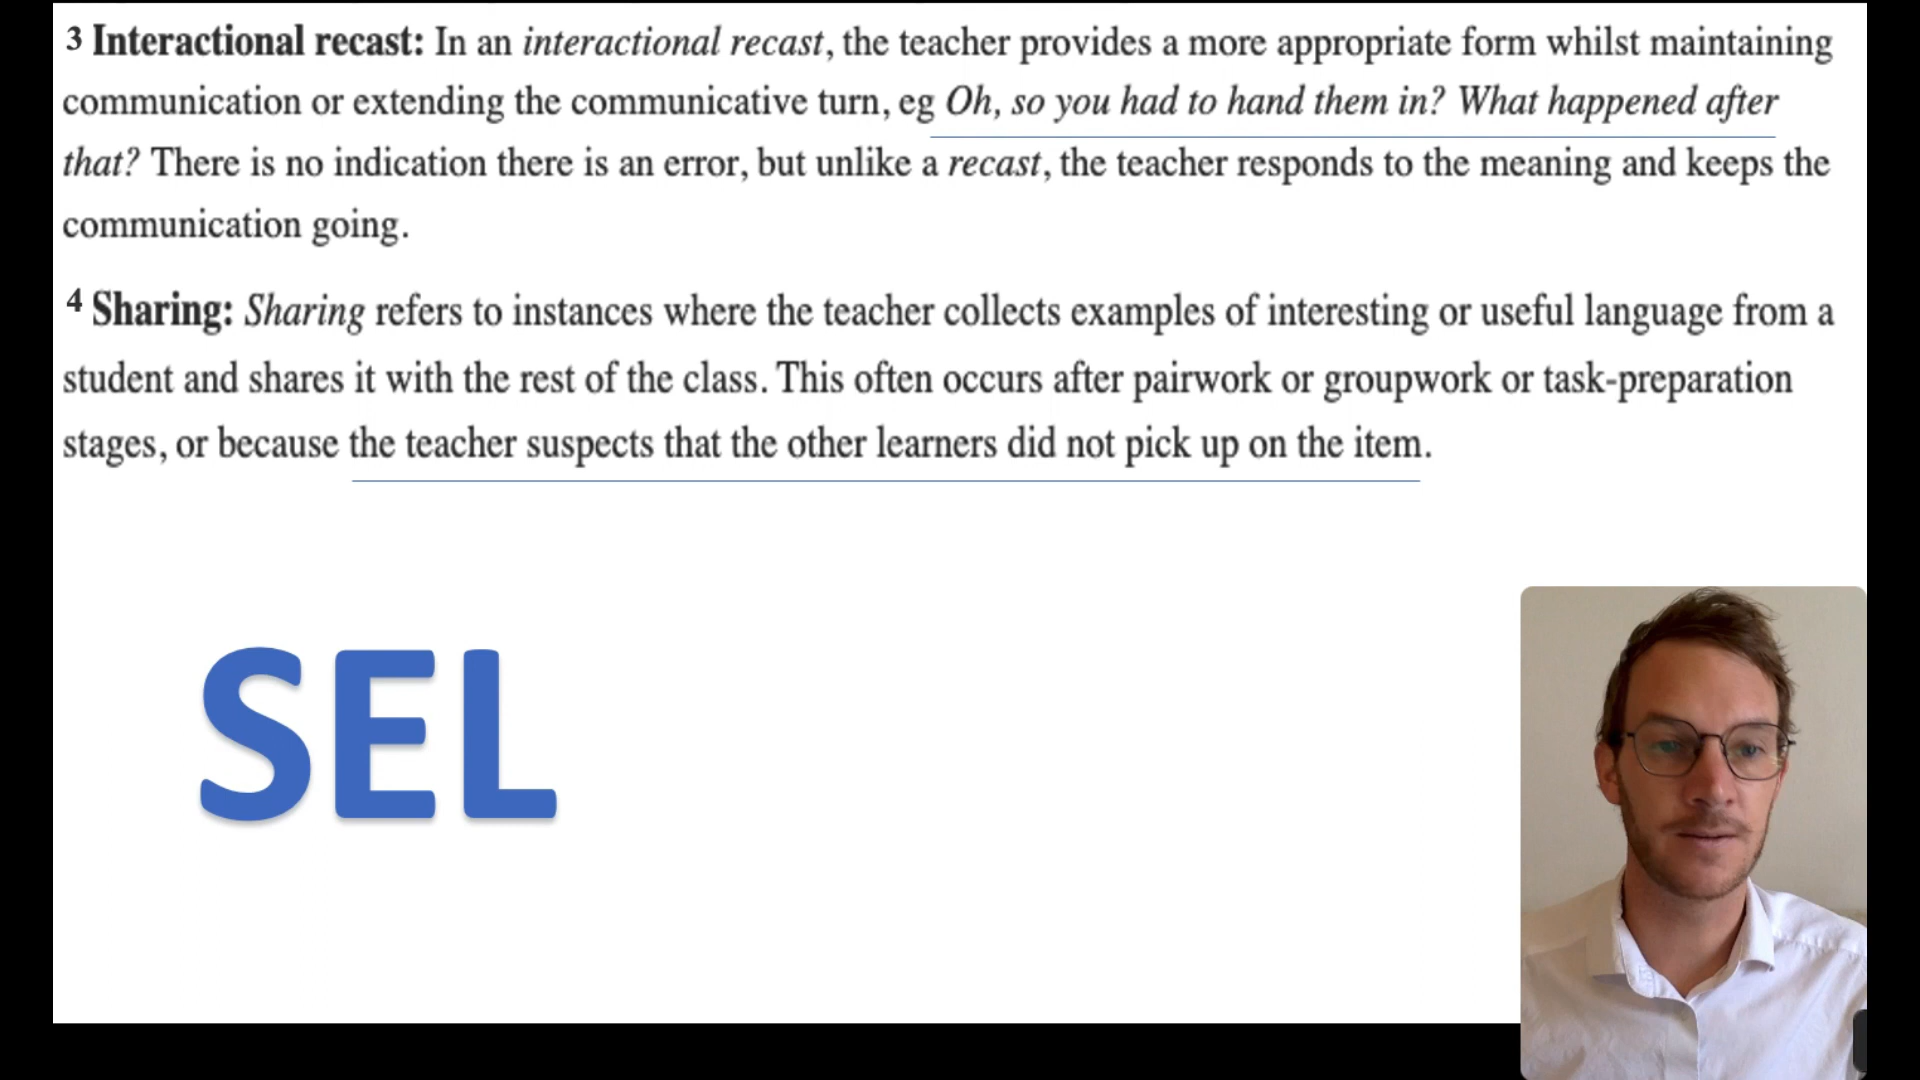 3 Interactional recast: In an interactional recast, the teacher provides a more appropriate form whilst maintaining
communication or extending the communicative turn, eg Oh, so you had to hand them in? What happened after
that? There is no indication there is an error, but unlike a recast, the teacher responds to the meaning and keeps the
communication going.
4 Sharing: Sharing refers to instances where the teacher collects examples of interesting or useful language from a
student and shares it with the rest of the class. This often occurs after pairwork or groupwork or task-preparation
stages, or because the teacher suspects that the other learners did not pick up on the item.
SEL